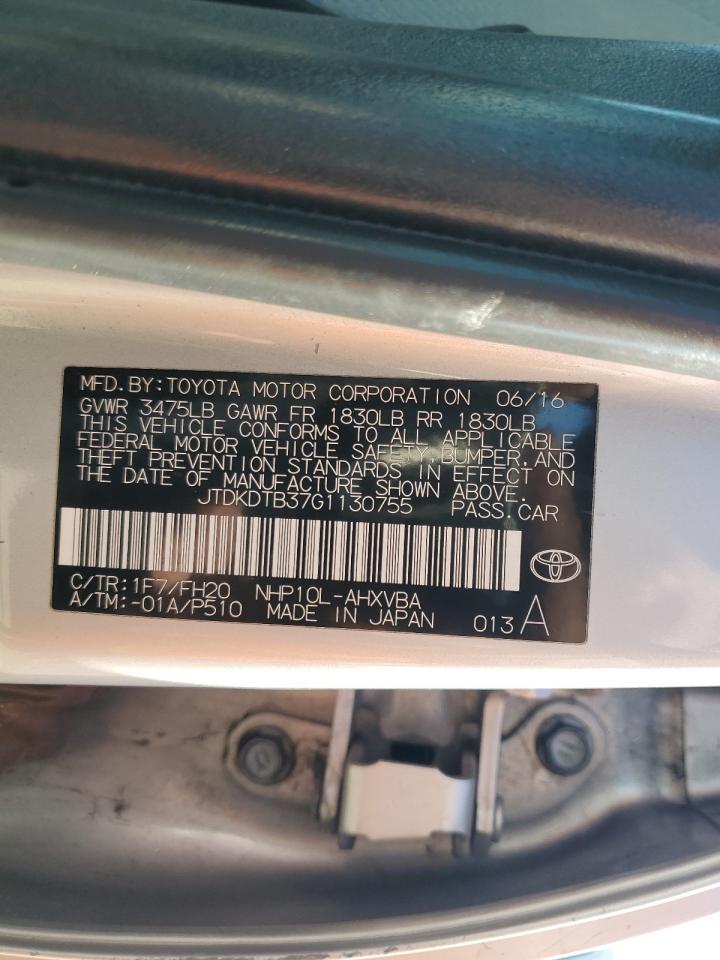 MFD.BY:TOYOTA MOTOR CORPORATION 06/16
GVWR 3475LB GAWR FR 1830LB RR 1830LB
THIS VEHICLE CONFORMS TO ALL APPLICABLE
FEDERAL MOTOR VEHICLE SAFETY,BUMPER,AND
THEFT PREVENTION STANDARDS IN EFFECT ON
THE DATE OF MANUFACTURE SHOWN ABOVE.
JTDKDTB37G1130755 PASS.CAR
C/TR:1F7/FH20 NHP10L-AHXVBA
A/TM:-01A/P510 MADE IN JAPAN 013 A